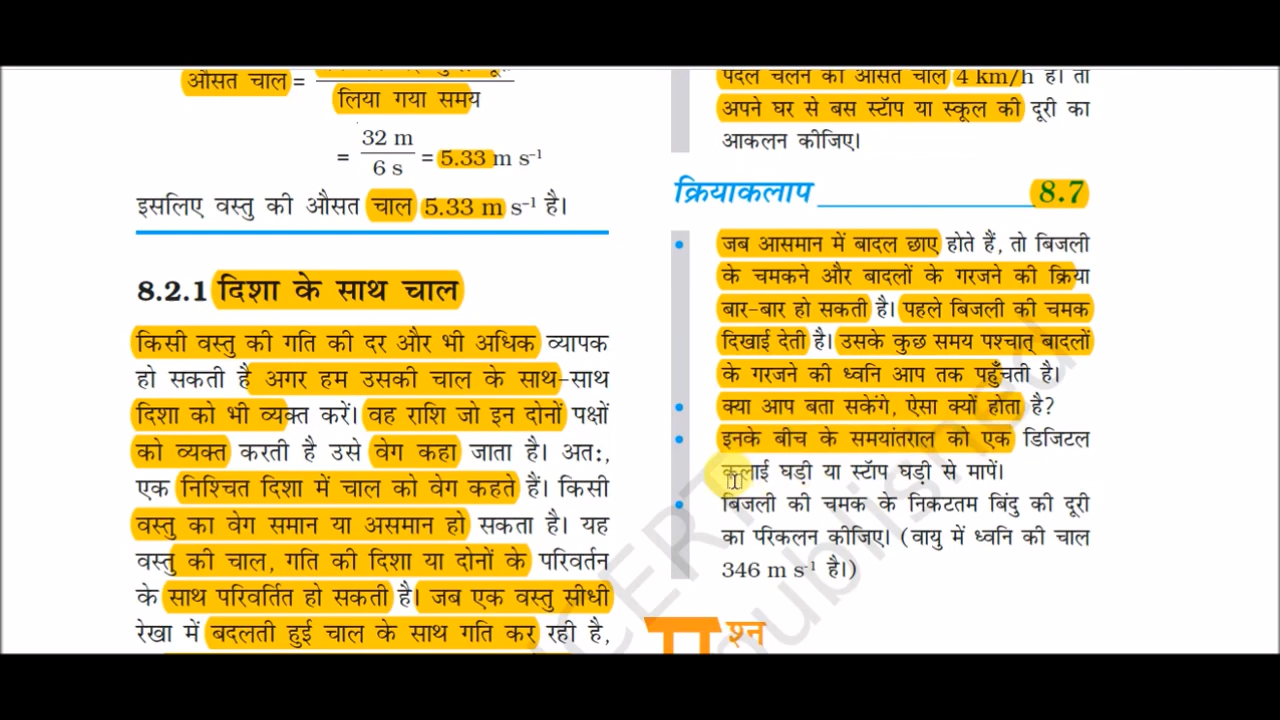 औसत चाल =
लिया गया समय
= 32 m
6 s
= 5.33 m s⁻¹
इसलिए वस्तु की औसत चाल 5.33 m s⁻¹ है।
8.2.1 दिशा के साथ चाल
किसी वस्तु की गति की दर और भी अधिक व्यापक
हो सकती है अगर हम उसकी चाल के साथ-साथ
दिशा को भी व्यक्त करें। वह राशि जो इन दोनों पक्षों
को व्यक्त करती है उसे वेग कहा जाता है। अत:,
एक निश्चित दिशा में चाल को वेग कहते हैं। किसी
वस्तु का वेग समान या असमान हो सकता है। यह
वस्तु की चाल, गति की दिशा या दोनों के परिवर्तन
के साथ परिवर्तित हो सकती है। जब एक वस्तु सीधी
रेखा में बदलती हुई चाल के साथ गति कर रही है,
पैदल चलने की औसत चाल 4 km/h है। तो
अपने घर से बस स्टॉप या स्कूल की दूरी का
आकलन कीजिए।
क्रियाकलाप 8.7
• जब आसमान में बादल छाए होते हैं, तो बिजली
के चमकने और बादलों के गरजने की क्रिया
बार-बार हो सकती है। पहले बिजली की चमक
दिखाई देती है। उसके कुछ समय पश्चात् बादलों
के गरजने की ध्वनि आप तक पहुँचती है।
• क्या आप बता सकेंगे, ऐसा क्यों होता है?
• इनके बीच के समयांतराल को एक डिजिटल
कलाई घड़ी या स्टॉप घड़ी से मापें।
• बिजली की चमक के निकटतम बिंदु की दूरी
का परिकलन कीजिए। (वायु में ध्वनि की चाल
346 m s⁻¹ है।)
प्रश्न